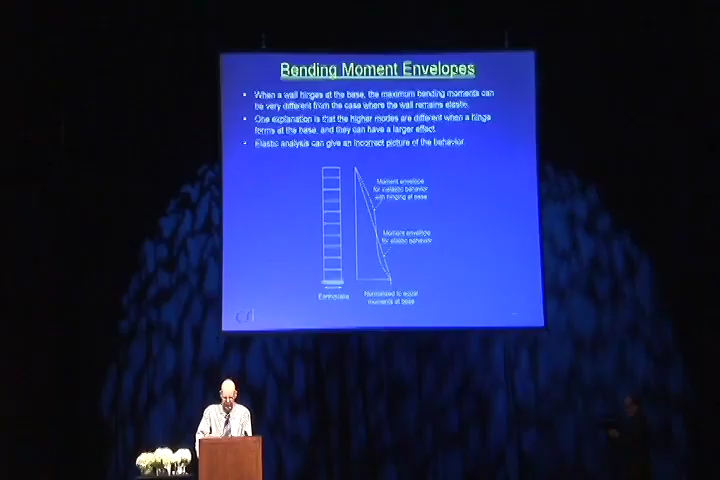 Bending Moment Envelopes
• When a wall hinges at the base, the maximum bending moments can
be very different from the case where the wall remains elastic.
• One explanation is that the higher modes are different when a hinge
forms at the base, and they can have a larger effect.
• Elastic analysis can give an incorrect picture of the behavior.
Moment envelope
for inelastic behavior
with hinging at base
Moment envelope
for elastic behavior
Earthquake
Normalized to equal
moments at base